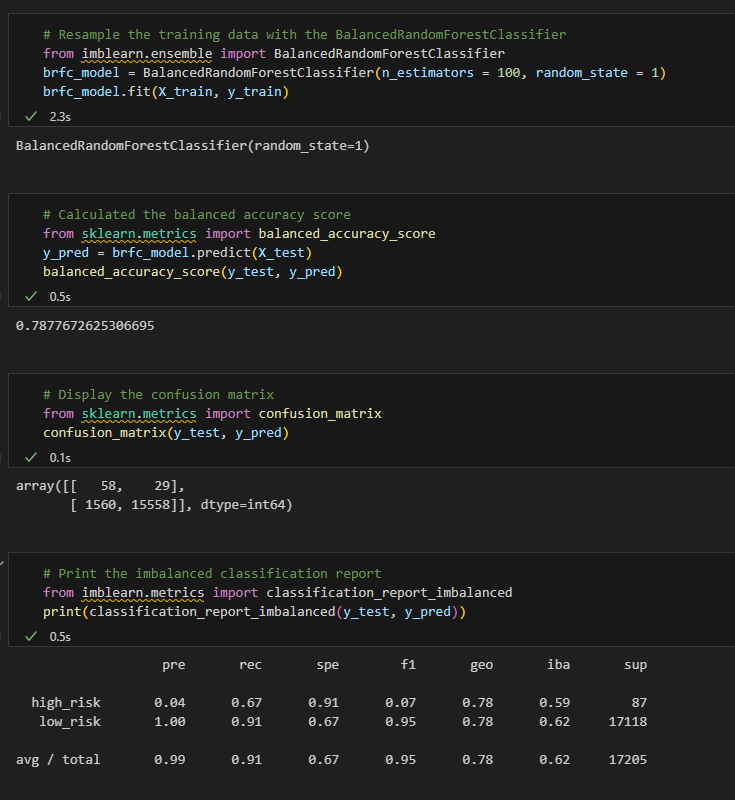 # Resample the training data with the BalancedRandomForestClassifier
from imblearn.ensemble import BalancedRandomForestClassifier
brfc_model = BalancedRandomForestClassifier(n_estimators = 100, random_state = 1)
brfc_model.fit(X_train, y_train)
✓ 2.3s
BalancedRandomForestClassifier(random_state=1)
# Calculated the balanced accuracy score
from sklearn.metrics import balanced_accuracy_score
y_pred = brfc_model.predict(X_test)
balanced_accuracy_score(y_test, y_pred)
✓ 0.5s
0.7877672625306695
# Display the confusion matrix
from sklearn.metrics import confusion_matrix
confusion_matrix(y_test, y_pred)
✓ 0.1s
array([[   58,    29],
       [ 1560, 15558]], dtype=int64)
# Print the imbalanced classification report
from imblearn.metrics import classification_report_imbalanced
print(classification_report_imbalanced(y_test, y_pred))
✓ 0.5s
                   pre       rec       spe        f1       geo       iba       sup
  high_risk       0.04      0.67      0.91      0.07      0.78      0.59        87
   low_risk       1.00      0.91      0.67      0.95      0.78      0.62     17118
avg / total       0.99      0.91      0.67      0.95      0.78      0.62     17205